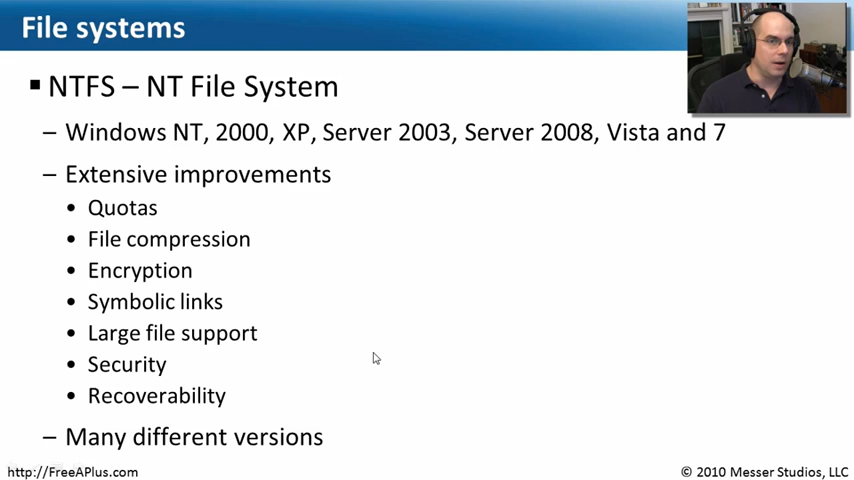 File systems
▪ NTFS – NT File System
– Windows NT, 2000, XP, Server 2003, Server 2008, Vista and 7
– Extensive improvements
• Quotas
• File compression
• Encryption
• Symbolic links
• Large file support
• Security
• Recoverability
– Many different versions
http://FreeAPlus.com
© 2010 Messer Studios, LLC